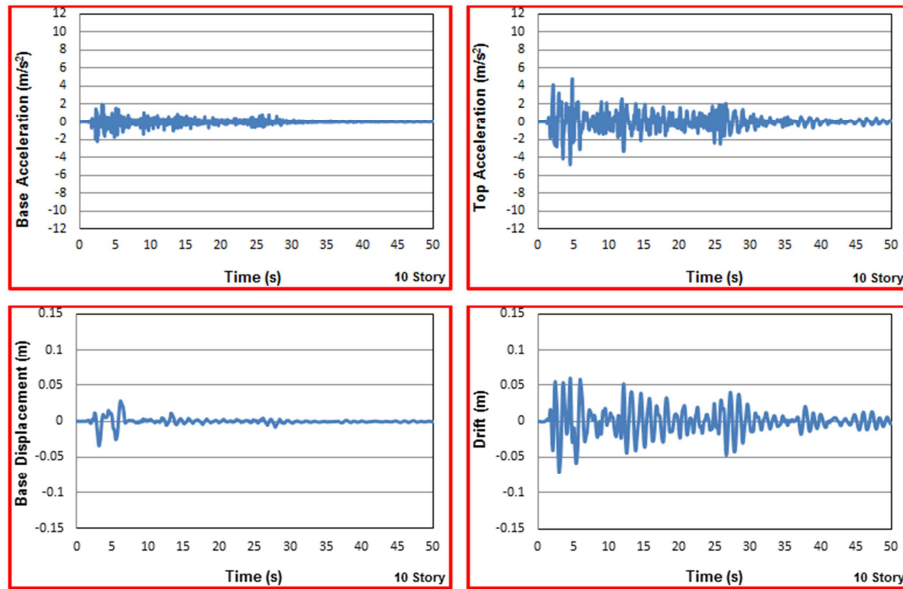 Base Acceleration (m/s²)
12
10
8
6
4
2
0
-2
-4
-6
-8
-10
-12
0 5 10 15 20 25 30 35 40 45 50
Time (s)
10 Story
Top Acceleration (m/s²)
12
10
8
6
4
2
0
-2
-4
-6
-8
-10
-12
0 5 10 15 20 25 30 35 40 45 50
Time (s)
10 Story
Base Displacement (m)
0.15
0.1
0.05
0
-0.05
-0.1
-0.15
0 5 10 15 20 25 30 35 40 45 50
Time (s)
10 Story
Drift (m)
0.15
0.1
0.05
0
-0.05
-0.1
-0.15
0 5 10 15 20 25 30 35 40 45 50
Time (s)
10 Story